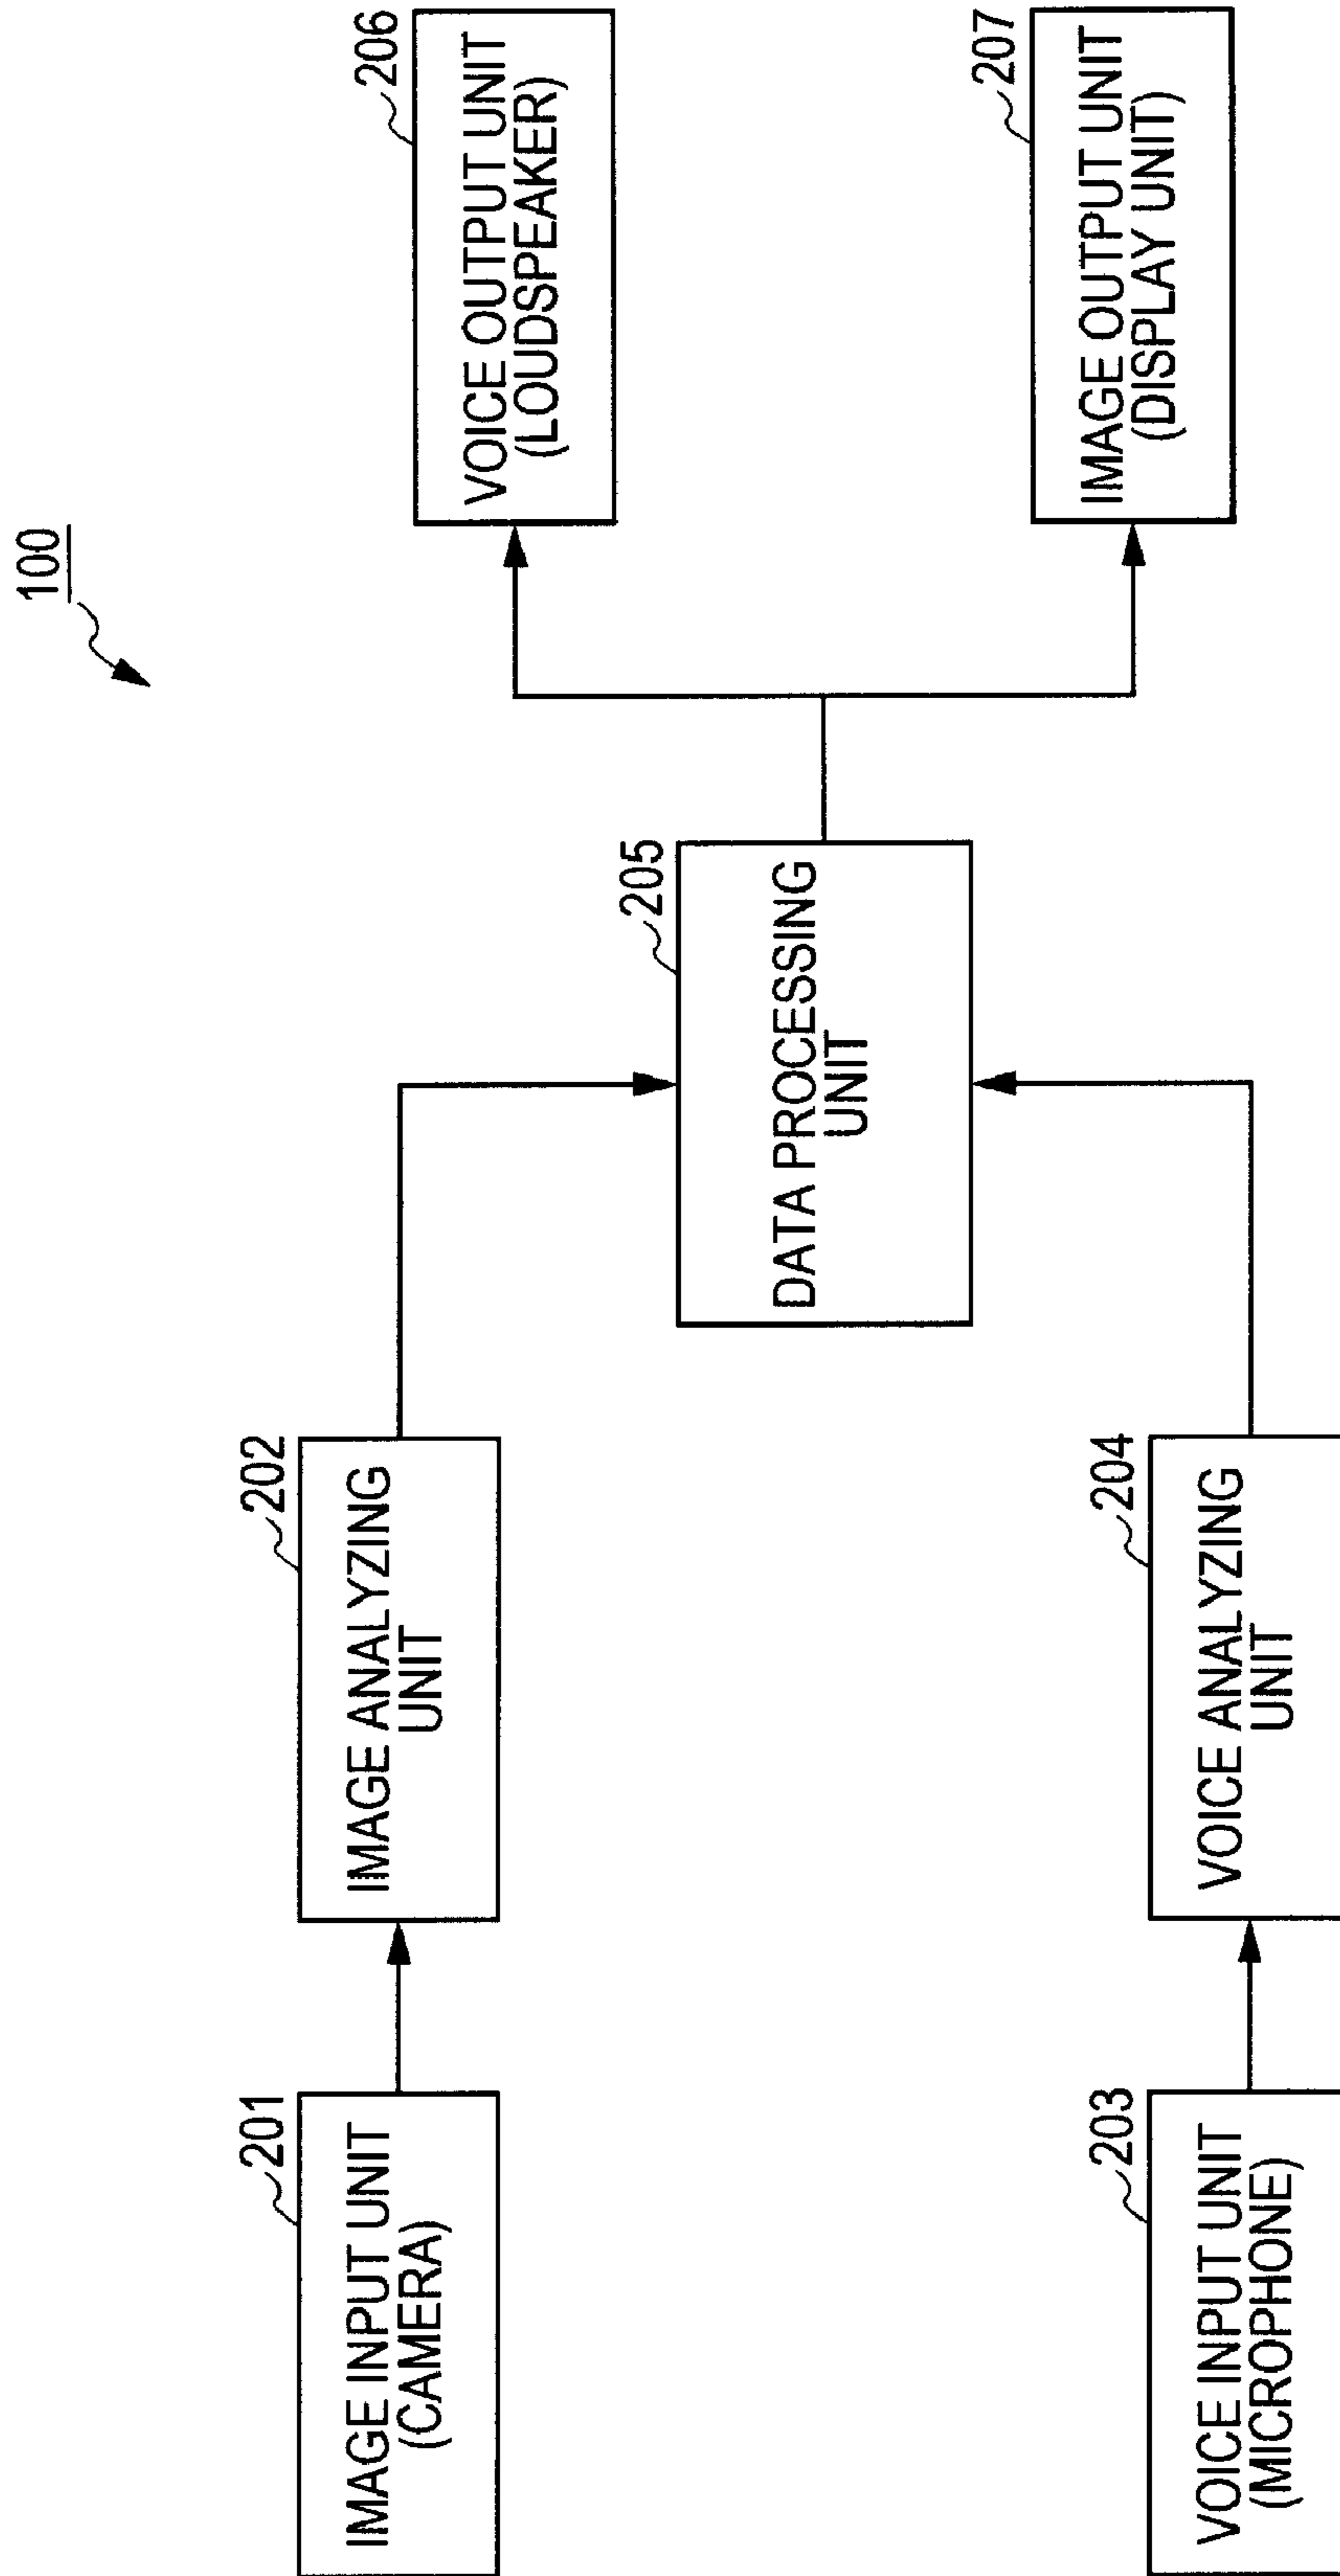 100
201
IMAGE INPUT UNIT
(CAMERA)
202
IMAGE ANALYZING
UNIT
203
VOICE INPUT UNIT
(MICROPHONE)
204
VOICE ANALYZING
UNIT
205
DATA PROCESSING
UNIT
206
VOICE OUTPUT UNIT
(LOUDSPEAKER)
207
IMAGE OUTPUT UNIT
(DISPLAY UNIT)